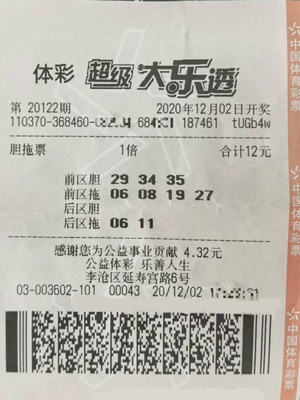 体彩 超级大乐透
第 20122期 2020年12月02日开奖
110370-368460- 187461 tUGb4w
胆拖票 1倍 合计12元
前区胆 29 34 35
前区拖 06 08 19 27
后区胆
后区拖 06 11
感谢您为公益事业贡献 4.32元
公益体彩 乐善人生
李沧区延寿宫路6号
03-003602-101 00043 20/12/02
中国体育彩票
中国体育彩票